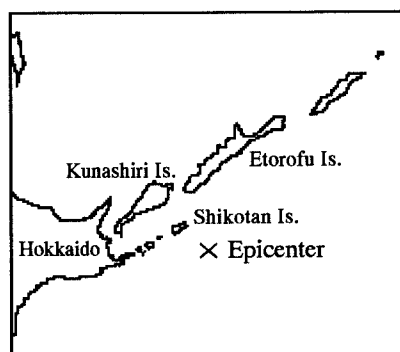 Kunashiri Is.
Etorofu Is.
Shikotan Is.
Hokkaido
× Epicenter